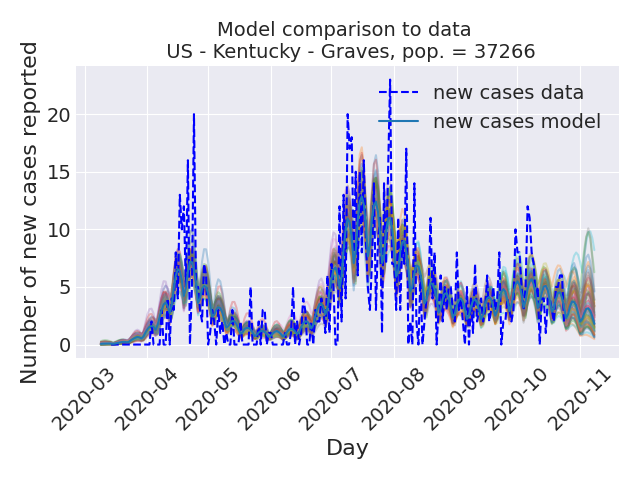 Model comparison to data
US - Kentucky - Graves, pop. = 37266
Number of new cases reported
20
15
10
5
0
new cases data
new cases model
2020-03
2020-04
2020-05
2020-06
2020-07
2020-08
2020-09
2020-10
2020-11
Day